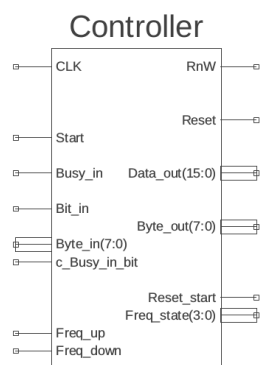 Controller
CLK RnW
Reset
Start
Busy_in Data_out(15:0)
Bit_in
Byte_out(7:0)
Byte_in(7:0)
c_Busy_in_bit
Reset_start
Freq_state(3:0)
Freq_up
Freq_down